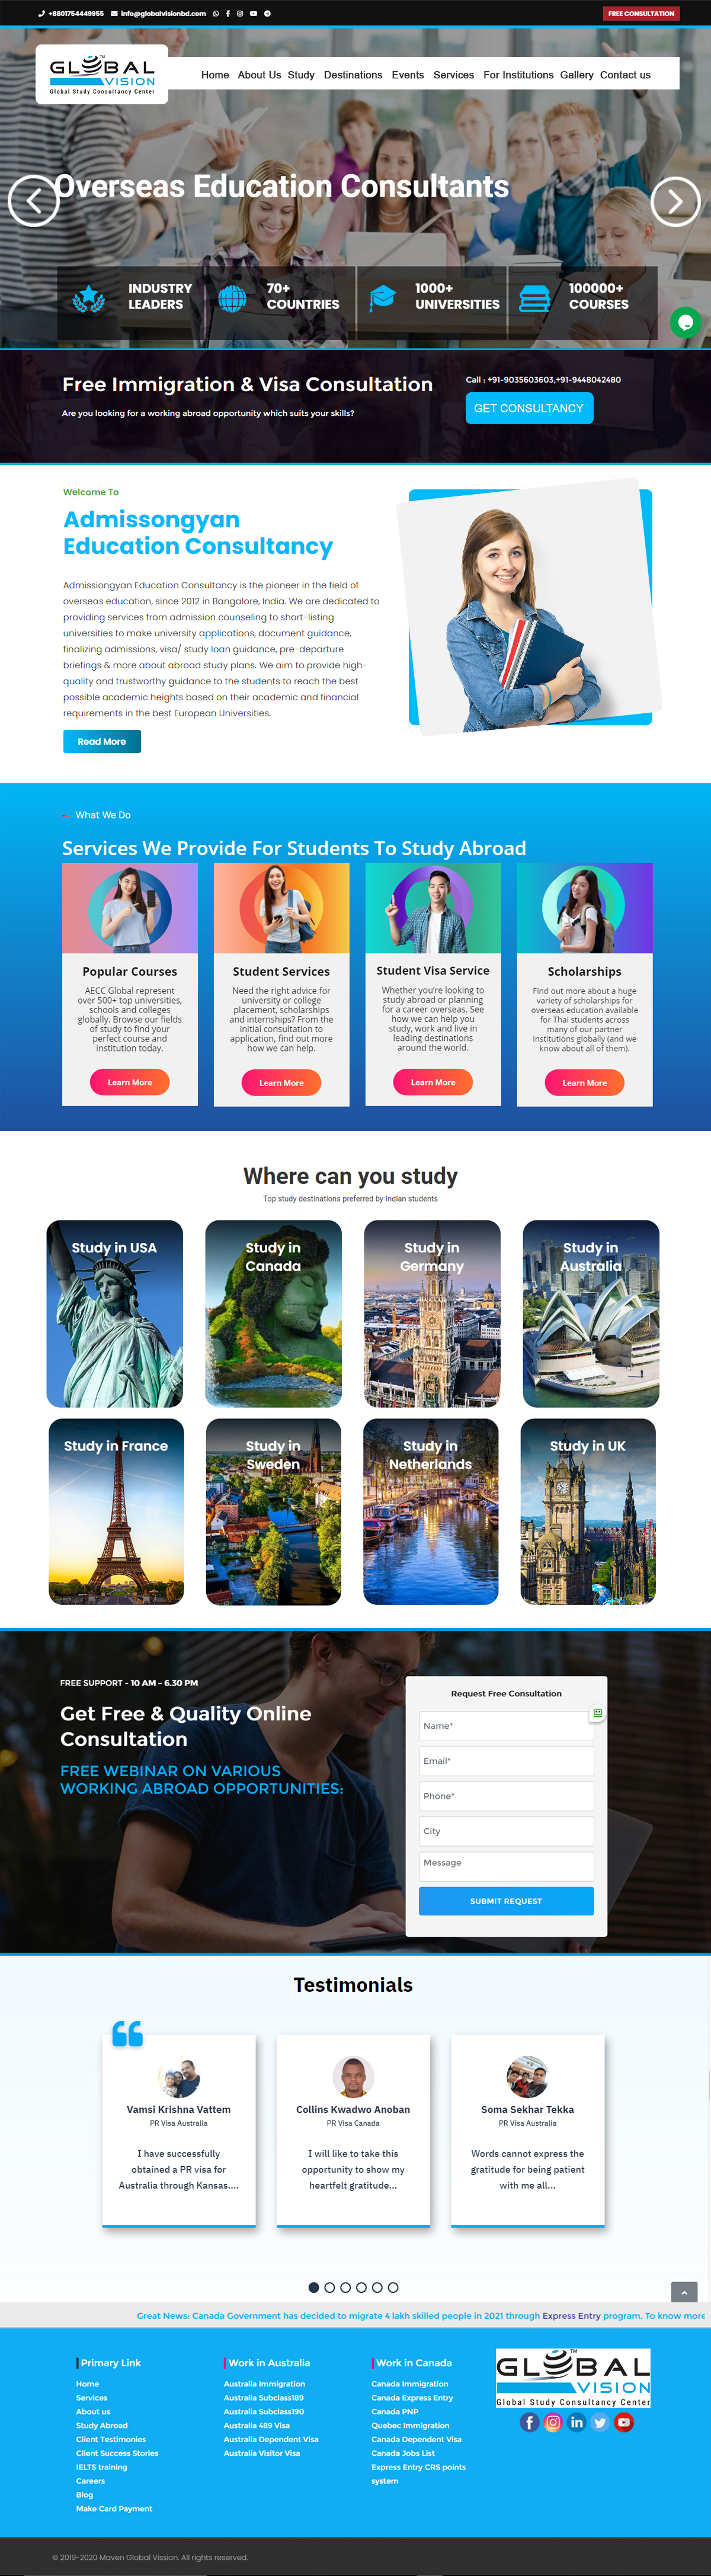 +8801754449955 info@globalvisionbd.com FREE CONSULTATION
GLOBAL TM
VISION
Global Study Consultancy Center
Home About Us Study Destinations Events Services For Institutions Gallery Contact us
Overseas Education Consultants
INDUSTRY
LEADERS
70+
COUNTRIES
1000+
UNIVERSITIES
100000+
COURSES
Free Immigration & Visa Consultation
Are you looking for a working abroad opportunity which suits your skills?
Call : +91-9035603603,+91-9448042480
GET CONSULTANCY
Welcome To
Admissongyan
Education Consultancy
Admissiongyan Education Consultancy is the pioneer in the field of
overseas education, since 2012 in Bangalore, India. We are dedicated to
providing services from admission counseling to short-listing
universities to make university applications, document guidance,
finalizing admissions, visa/ study loan guidance, pre-departure
briefings & more about abroad study plans. We aim to provide high-
quality and trustworthy guidance to the students to reach the best
possible academic heights based on their academic and financial
requirements in the best European Universities.
Read More
What We Do
Services We Provide For Students To Study Abroad
Popular Courses
AECC Global represent
over 500+ top universities,
schools and colleges
globally. Browse our fields
of study to find your
perfect course and
institution today.
Learn More
Student Services
Need the right advice for
university or college
placement, scholarships
and internships? From the
initial consultation to
application, find out more
how we can help.
Learn More
Student Visa Service
Whether you're looking to
study abroad or planning
for a career overseas. See
how we can help you
study, work and live in
leading destinations
around the world.
Learn More
Scholarships
Find out more about a huge
variety of scholarships for
overseas education available
for Thai students across
many of our partner
institutions globally (and we
know about all of them).
Learn More
Where can you study
Top study destinations preferred by Indian students
Study in USA
Study in
Canada
Study in
Germany
Study in
Australia
Study in France
Study in
Sweden
Study in
Netherlands
Study in UK
FREE SUPPORT - 10 AM - 6.30 PM
Get Free & Quality Online
Consultation
FREE WEBINAR ON VARIOUS
WORKING ABROAD OPPORTUNITIES:
Request Free Consultation
Name*
Email*
Phone*
City
Message
SUBMIT REQUEST
Testimonials
Vamsi Krishna Vattem
PR Visa Australia
I have successfully
obtained a PR visa for
Australia through Kansas....
Collins Kwadwo Anoban
PR Visa Canada
I will like to take this
opportunity to show my
heartfelt gratitude...
Soma Sekhar Tekka
PR Visa Australia
Words cannot express the
gratitude for being patient
with me all...
Great News: Canada Government has decided to migrate 4 lakh skilled people in 2021 through Express Entry program. To know more
Primary Link
Home
Services
About us
Study Abroad
Client Testimonies
Client Success Stories
IELTS training
Careers
Blog
Make Card Payment
Work in Australia
Australia Immigration
Australia Subclass189
Australia Subclass190
Australia 489 Visa
Australia Dependent Visa
Australia Visitor Visa
Work in Canada
Canada Immigration
Canada Express Entry
Canada PNP
Quebec Immigration
Canada Dependent Visa
Canada Jobs List
Express Entry CRS points
system
GLOBAL TM
VISION
Global Study Consultancy Center
© 2019-2020 Maven Global Vission. All rights reserved.